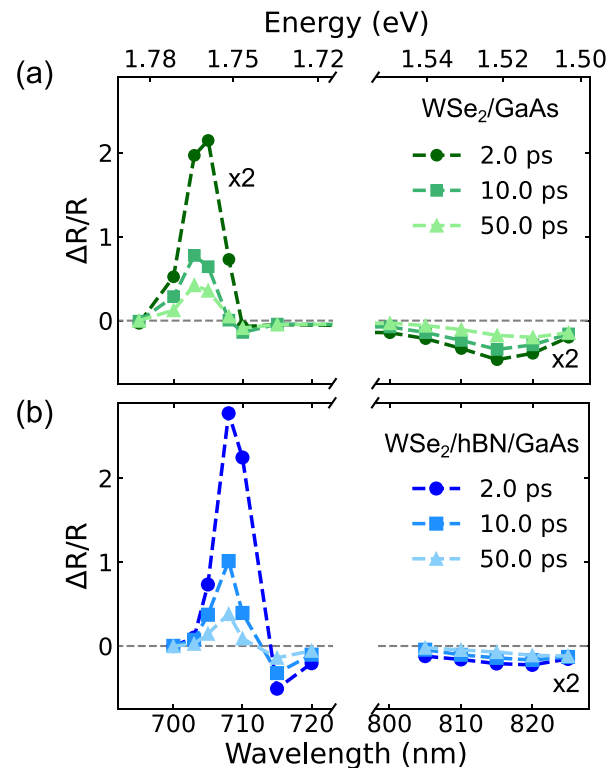 Energy (eV)
1.78 1.75 1.72 1.54 1.52 1.50
(a)
WSe₂/GaAs
2.0 ps
10.0 ps
50.0 ps
x2
x2
ΔR/R
2
1
0
(b)
WSe₂/hBN/GaAs
2.0 ps
10.0 ps
50.0 ps
x2
ΔR/R
2
1
0
700 710 720 800 810 820
Wavelength (nm)